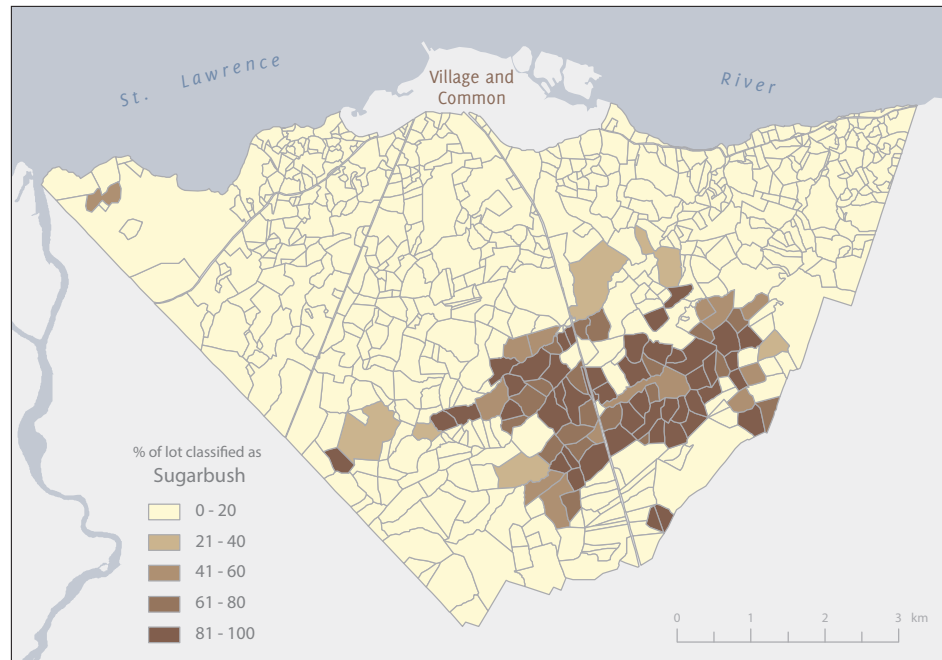 St. Lawrence
River
Village and
Common
% of lot classified as
Sugarbush
0 - 20
21 - 40
41 - 60
61 - 80
81 - 100
0 1 2 3 km